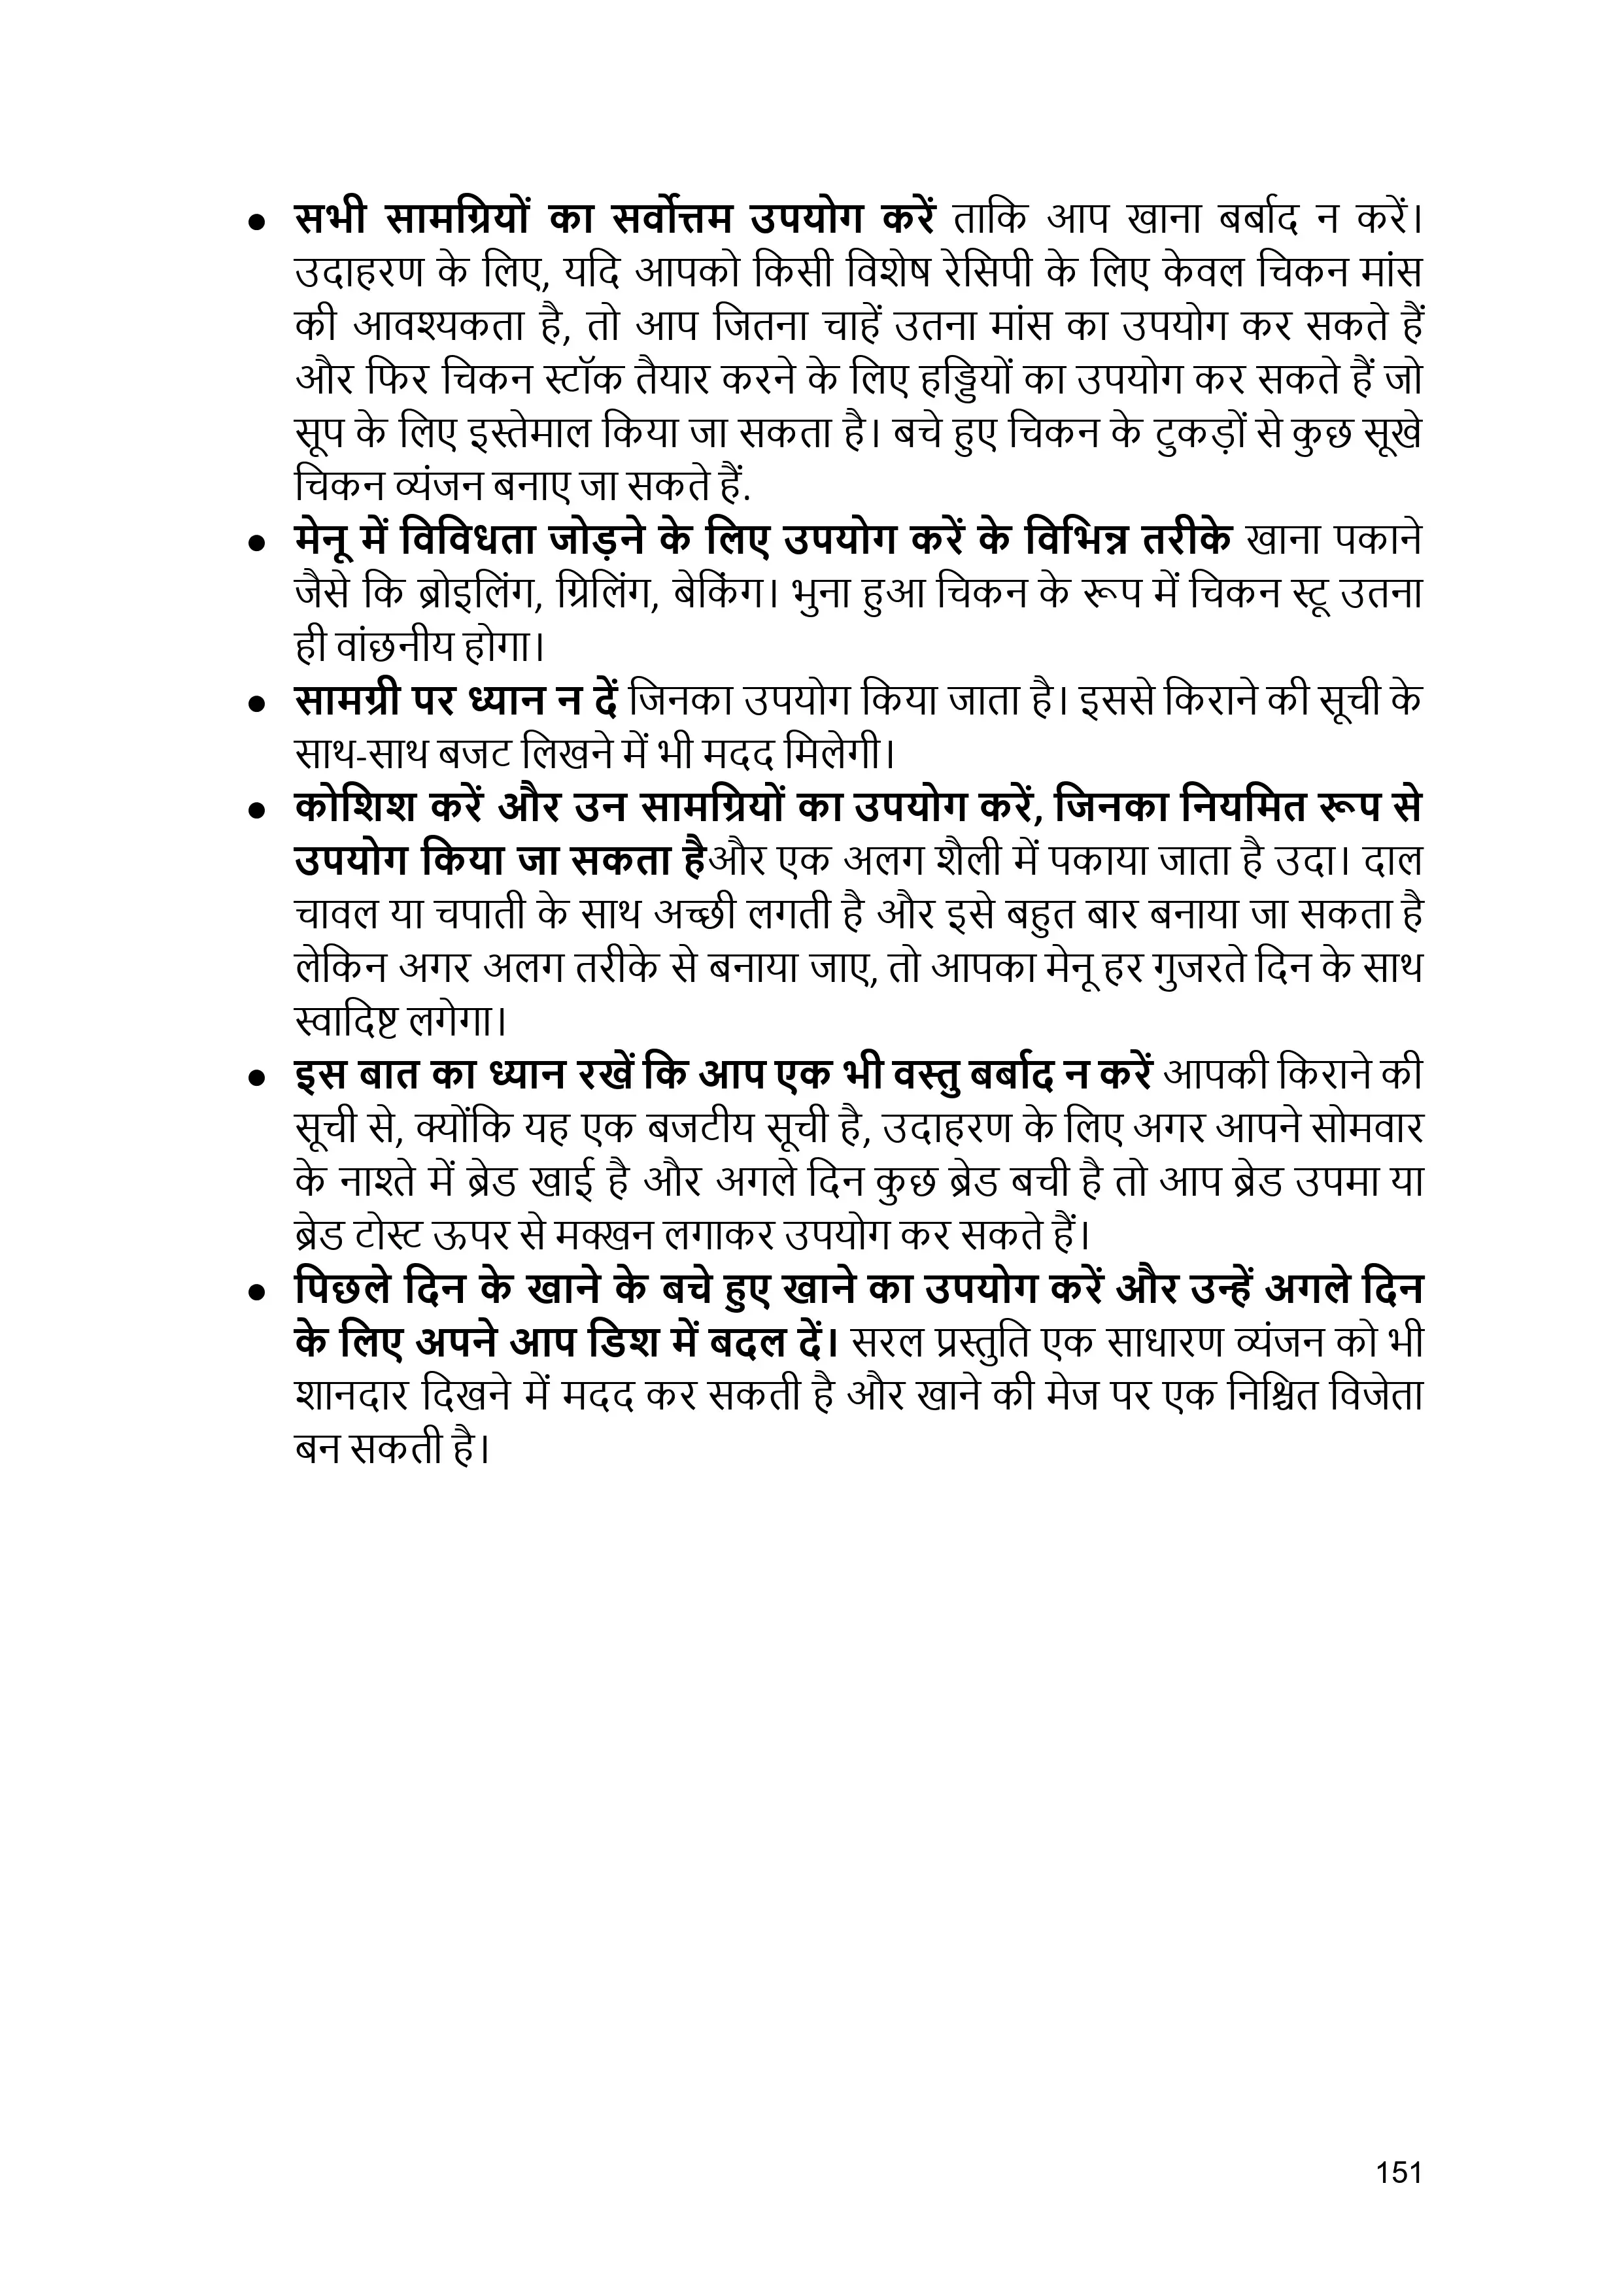 ● सभी सामग्रियों का सर्वोत्तम उपयोग करें ताकि आप खाना बर्बाद न करें।
उदाहरण के लिए, यदि आपको किसी विशेष रेसिपी के लिए केवल चिकन मांस
की आवश्यकता है, तो आप जितना चाहें उतना मांस का उपयोग कर सकते हैं
और फिर चिकन स्टॉक तैयार करने के लिए हड्डियों का उपयोग कर सकते हैं जो
सूप के लिए इस्तेमाल किया जा सकता है। बचे हुए चिकन के टुकड़ों से कुछ सूखे
चिकन व्यंजन बनाए जा सकते हैं.
● मेनू में विविधता जोड़ने के लिए उपयोग करें के विभिन्न तरीके खाना पकाने
जैसे कि ब्रोइलिंग, ग्रिलिंग, बेकिंग। भुना हुआ चिकन के रूप में चिकन स्टू उतना
ही वांछनीय होगा।
● सामग्री पर ध्यान न दें जिनका उपयोग किया जाता है। इससे किराने की सूची के
साथ-साथ बजट लिखने में भी मदद मिलेगी।
● कोशिश करें और उन सामग्रियों का उपयोग करें, जिनका नियमित रूप से
उपयोग किया जा सकता हैऔर एक अलग शैली में पकाया जाता है उदा। दाल
चावल या चपाती के साथ अच्छी लगती है और इसे बहुत बार बनाया जा सकता है
लेकिन अगर अलग तरीके से बनाया जाए, तो आपका मेनू हर गुजरते दिन के साथ
स्वादिष्ट लगेगा।
● इस बात का ध्यान रखें कि आप एक भी वस्तु बर्बाद न करें आपकी किराने की
सूची से, क्योंकि यह एक बजटीय सूची है, उदाहरण के लिए अगर आपने सोमवार
के नाश्ते में ब्रेड खाई है और अगले दिन कुछ ब्रेड बची है तो आप ब्रेड उपमा या
ब्रेड टोस्ट ऊपर से मक्खन लगाकर उपयोग कर सकते हैं।
● पिछले दिन के खाने के बचे हुए खाने का उपयोग करें और उन्हें अगले दिन
के लिए अपने आप डिश में बदल दें। सरल प्रस्तुति एक साधारण व्यंजन को भी
शानदार दिखने में मदद कर सकती है और खाने की मेज पर एक निश्चित विजेता
बन सकती है।
151